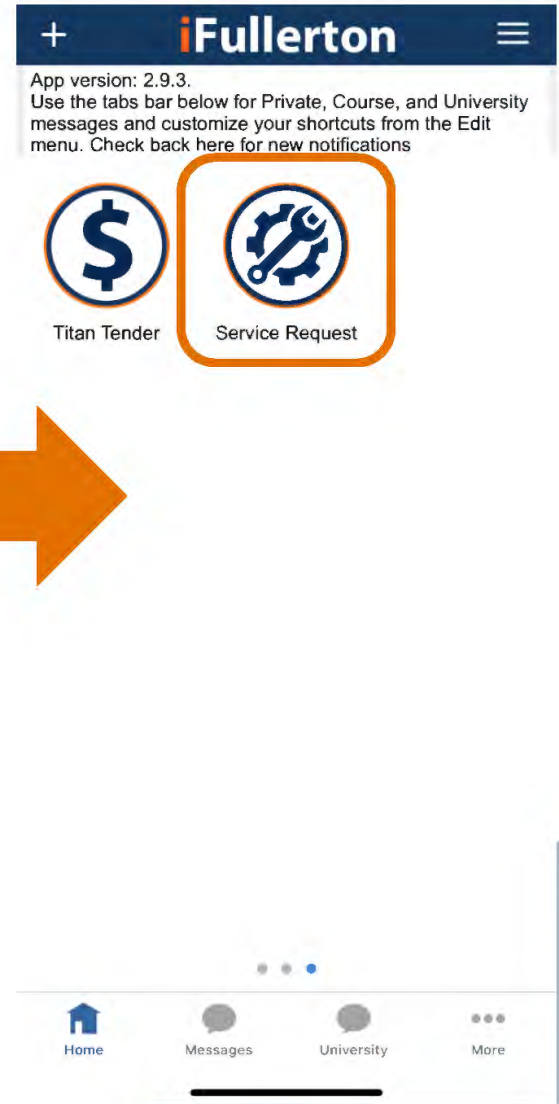 + iFullerton
App version: 2.9.3.
Use the tabs bar below for Private, Course, and University
messages and customize your shortcuts from the Edit
menu. Check back here for new notifications
$
Titan Tender Service Request
Home Messages University More